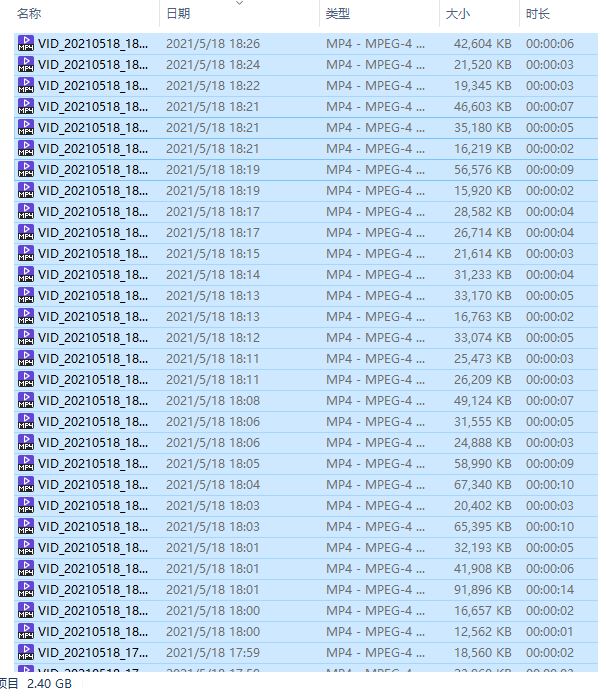 名称 日期 类型 大小 时长
VID_20210518_18... 2021/5/18 18:26 MP4 - MPEG-4 ... 42,604 KB 00:00:06
VID_20210518_18... 2021/5/18 18:24 MP4 - MPEG-4 ... 21,520 KB 00:00:03
VID_20210518_18... 2021/5/18 18:22 MP4 - MPEG-4 ... 19,345 KB 00:00:03
VID_20210518_18... 2021/5/18 18:21 MP4 - MPEG-4 ... 46,603 KB 00:00:07
VID_20210518_18... 2021/5/18 18:21 MP4 - MPEG-4 ... 35,180 KB 00:00:05
VID_20210518_18... 2021/5/18 18:21 MP4 - MPEG-4 ... 16,219 KB 00:00:02
VID_20210518_18... 2021/5/18 18:19 MP4 - MPEG-4 ... 56,576 KB 00:00:09
VID_20210518_18... 2021/5/18 18:19 MP4 - MPEG-4 ... 15,920 KB 00:00:02
VID_20210518_18... 2021/5/18 18:17 MP4 - MPEG-4 ... 28,582 KB 00:00:04
VID_20210518_18... 2021/5/18 18:17 MP4 - MPEG-4 ... 26,714 KB 00:00:04
VID_20210518_18... 2021/5/18 18:15 MP4 - MPEG-4 ... 21,614 KB 00:00:03
VID_20210518_18... 2021/5/18 18:14 MP4 - MPEG-4 ... 31,233 KB 00:00:04
VID_20210518_18... 2021/5/18 18:13 MP4 - MPEG-4 ... 33,170 KB 00:00:05
VID_20210518_18... 2021/5/18 18:13 MP4 - MPEG-4 ... 16,763 KB 00:00:02
VID_20210518_18... 2021/5/18 18:12 MP4 - MPEG-4 ... 33,074 KB 00:00:05
VID_20210518_18... 2021/5/18 18:11 MP4 - MPEG-4 ... 25,473 KB 00:00:03
VID_20210518_18... 2021/5/18 18:11 MP4 - MPEG-4 ... 26,209 KB 00:00:03
VID_20210518_18... 2021/5/18 18:08 MP4 - MPEG-4 ... 49,124 KB 00:00:07
VID_20210518_18... 2021/5/18 18:06 MP4 - MPEG-4 ... 31,555 KB 00:00:05
VID_20210518_18... 2021/5/18 18:06 MP4 - MPEG-4 ... 24,888 KB 00:00:03
VID_20210518_18... 2021/5/18 18:05 MP4 - MPEG-4 ... 58,990 KB 00:00:09
VID_20210518_18... 2021/5/18 18:04 MP4 - MPEG-4 ... 67,340 KB 00:00:10
VID_20210518_18... 2021/5/18 18:03 MP4 - MPEG-4 ... 20,402 KB 00:00:03
VID_20210518_18... 2021/5/18 18:03 MP4 - MPEG-4 ... 65,395 KB 00:00:10
VID_20210518_18... 2021/5/18 18:01 MP4 - MPEG-4 ... 32,193 KB 00:00:05
VID_20210518_18... 2021/5/18 18:01 MP4 - MPEG-4 ... 41,908 KB 00:00:06
VID_20210518_18... 2021/5/18 18:01 MP4 - MPEG-4 ... 91,896 KB 00:00:14
VID_20210518_18... 2021/5/18 18:00 MP4 - MPEG-4 ... 16,657 KB 00:00:02
VID_20210518_18... 2021/5/18 18:00 MP4 - MPEG-4 ... 12,562 KB 00:00:01
VID_20210518_17... 2021/5/18 17:59 MP4 - MPEG-4 ... 18,560 KB 00:00:02
项目 2.40 GB